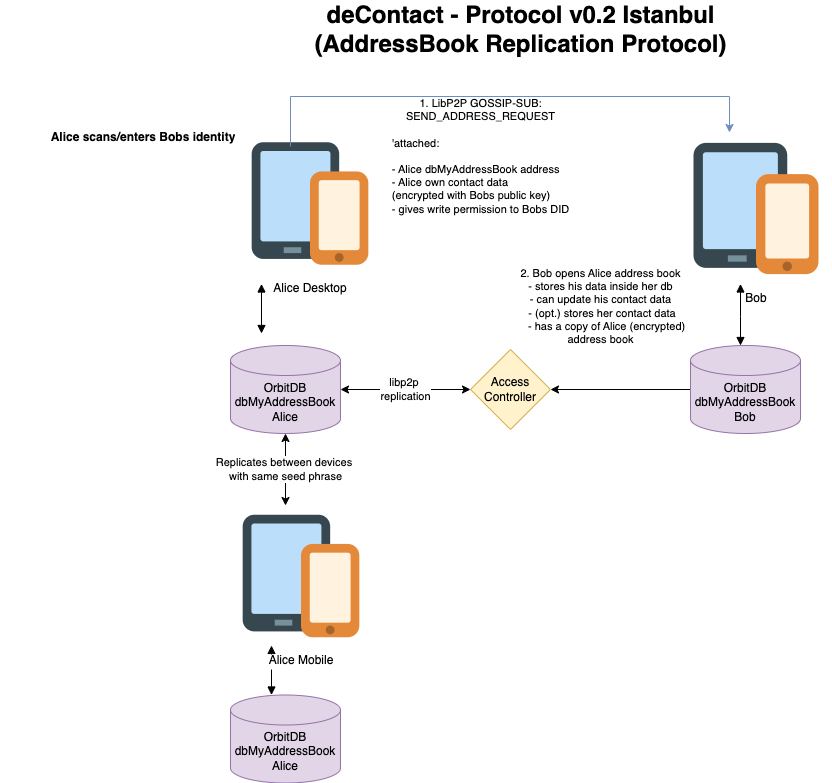 deContact - Protocol v0.2 Istanbul
(AddressBook Replication Protocol)
1. LibP2P GOSSIP-SUB:
SEND_ADDRESS_REQUEST
Alice scans/enters Bobs identity
'attached:
- Alice dbMyAddressBook address
- Alice own contact data
(encrypted with Bobs public key)
- gives write permission to Bobs DID
2. Bob opens Alice address book
- stores his data inside her db
- can update his contact data
- (opt.) stores her contact data
- has a copy of Alice (encrypted)
address book
Alice Desktop
Bob
OrbitDB
dbMyAddressBook
Alice
libp2p
replication
Access
Controller
OrbitDB
dbMyAddressBook
Bob
Replicates between devices
with same seed phrase
Alice Mobile
OrbitDB
dbMyAddressBook
Alice